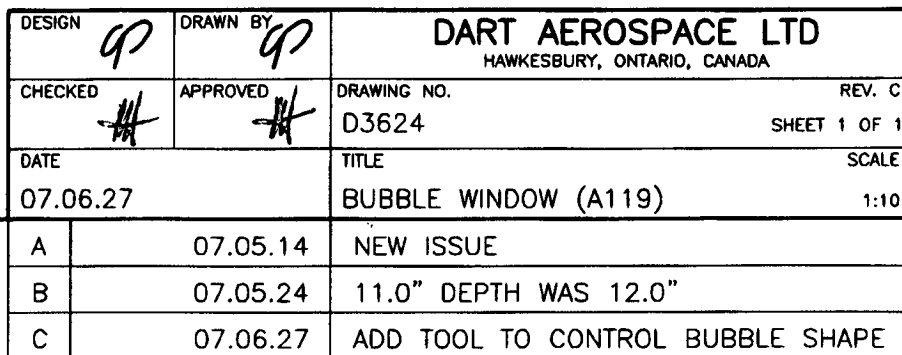 DESIGN
DRAWN BY
DART AEROSPACE LTD
HAWKESBURY, ONTARIO, CANADA
CHECKED
APPROVED
DRAWING NO.
REV. C
D3624
SHEET 1 OF 1
DATE
TITLE
SCALE
07.06.27
BUBBLE WINDOW (A119)
1:10
A 07.05.14 NEW ISSUE
B 07.05.24 11.0" DEPTH WAS 12.0"
C 07.06.27 ADD TOOL TO CONTROL BUBBLE SHAPE